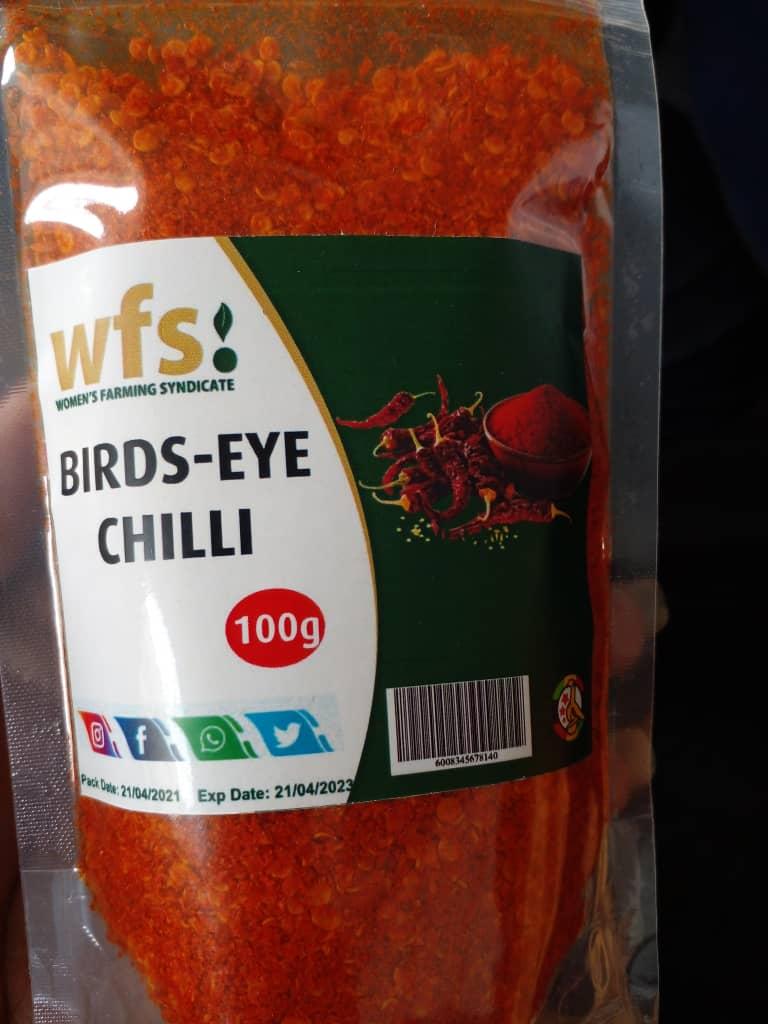 wfs
WOMEN'S FARMING SYNDICATE
BIRDS-EYE
CHILLI
100g
Pack Date: 21/04/2021 Exp Date: 21/04/2023
6008345678140